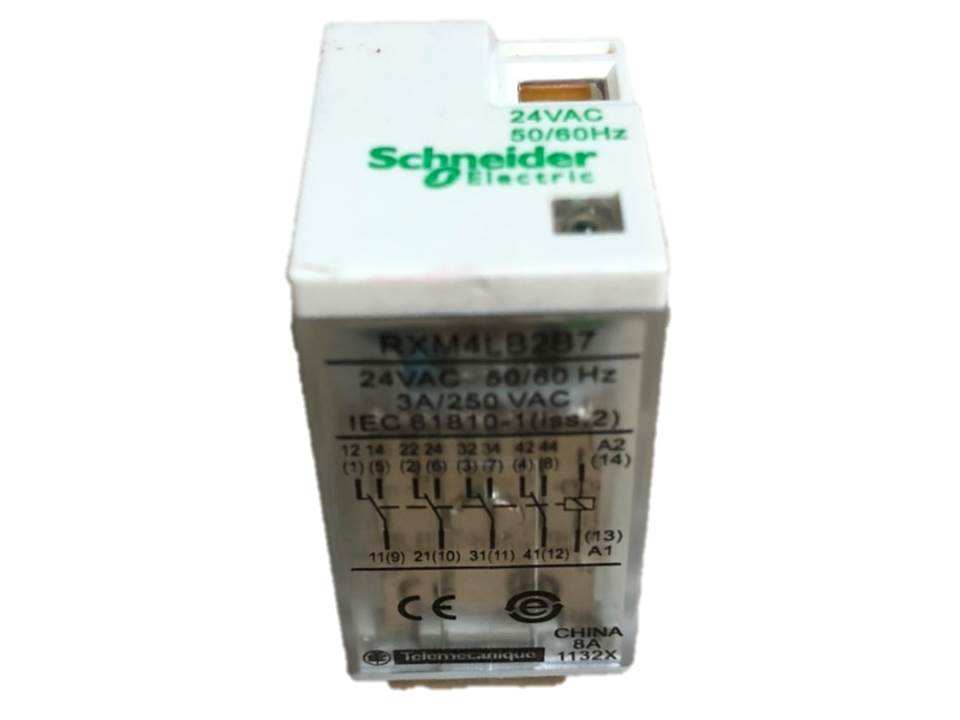 24VAC
50/60Hz
Schneider
Electric
RXM4LB2B7
24VAC 50/60 Hz
3A/250 VAC
IEC 61810-1(iss.2)
12 14 22 24 32 34 42 44 A2
(1) (5) (2) (6) (3) (7) (4) (8) (14)
(13)
11(9) 21(10) 31(11) 41(12) A1
CE e
CHINA
8A
Telemecanique 1132X